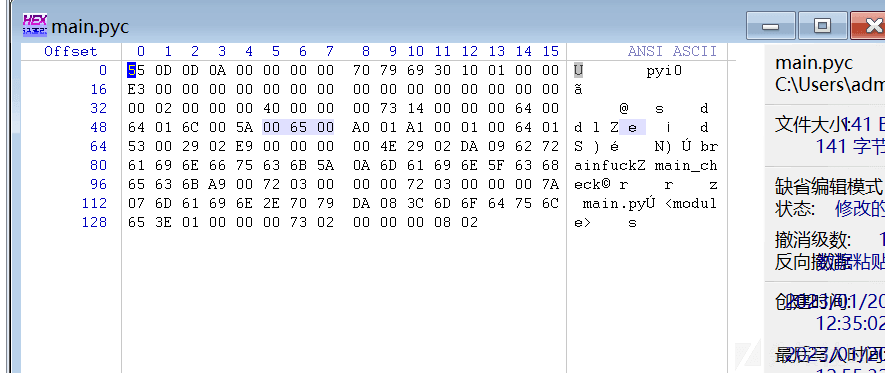 HEX
main.pyc
Offset 0 1 2 3 4 5 6 7 8 9 10 11 12 13 14 15 ANSI ASCII
0 55 0D 0D 0A 00 00 00 00 70 79 69 30 10 01 00 00 U pyi0
16 E3 00 00 00 00 00 00 00 00 00 00 00 00 00 00 00 ã
32 00 02 00 00 00 40 00 00 00 73 14 00 00 00 64 00 @ s d
48 64 01 6C 00 5A 00 65 00 A0 01 A1 00 01 00 64 01 d l Z e ¡ d
64 53 00 29 02 E9 00 00 00 00 4E 29 02 DA 09 62 72 S ) é N) Ú br
80 61 69 6E 66 75 63 6B 5A 0A 6D 61 69 6E 5F 63 68 ainfuckZ main_ch
96 65 63 6B A9 00 72 03 00 00 00 72 03 00 00 00 7A eck© r r z
112 07 6D 61 69 6E 2E 70 79 DA 08 3C 6D 6F 64 75 6C main.pyÚ <modul
128 65 3E 01 00 00 00 73 02 00 00 00 08 02 e> s
main.pyc
C:\Users\adm
文件大小:
141 字节
缺省编辑模式
状态: 修改的
撤消级数:
反向撤消:
创建时间:
12:35:02
最后写入时间: